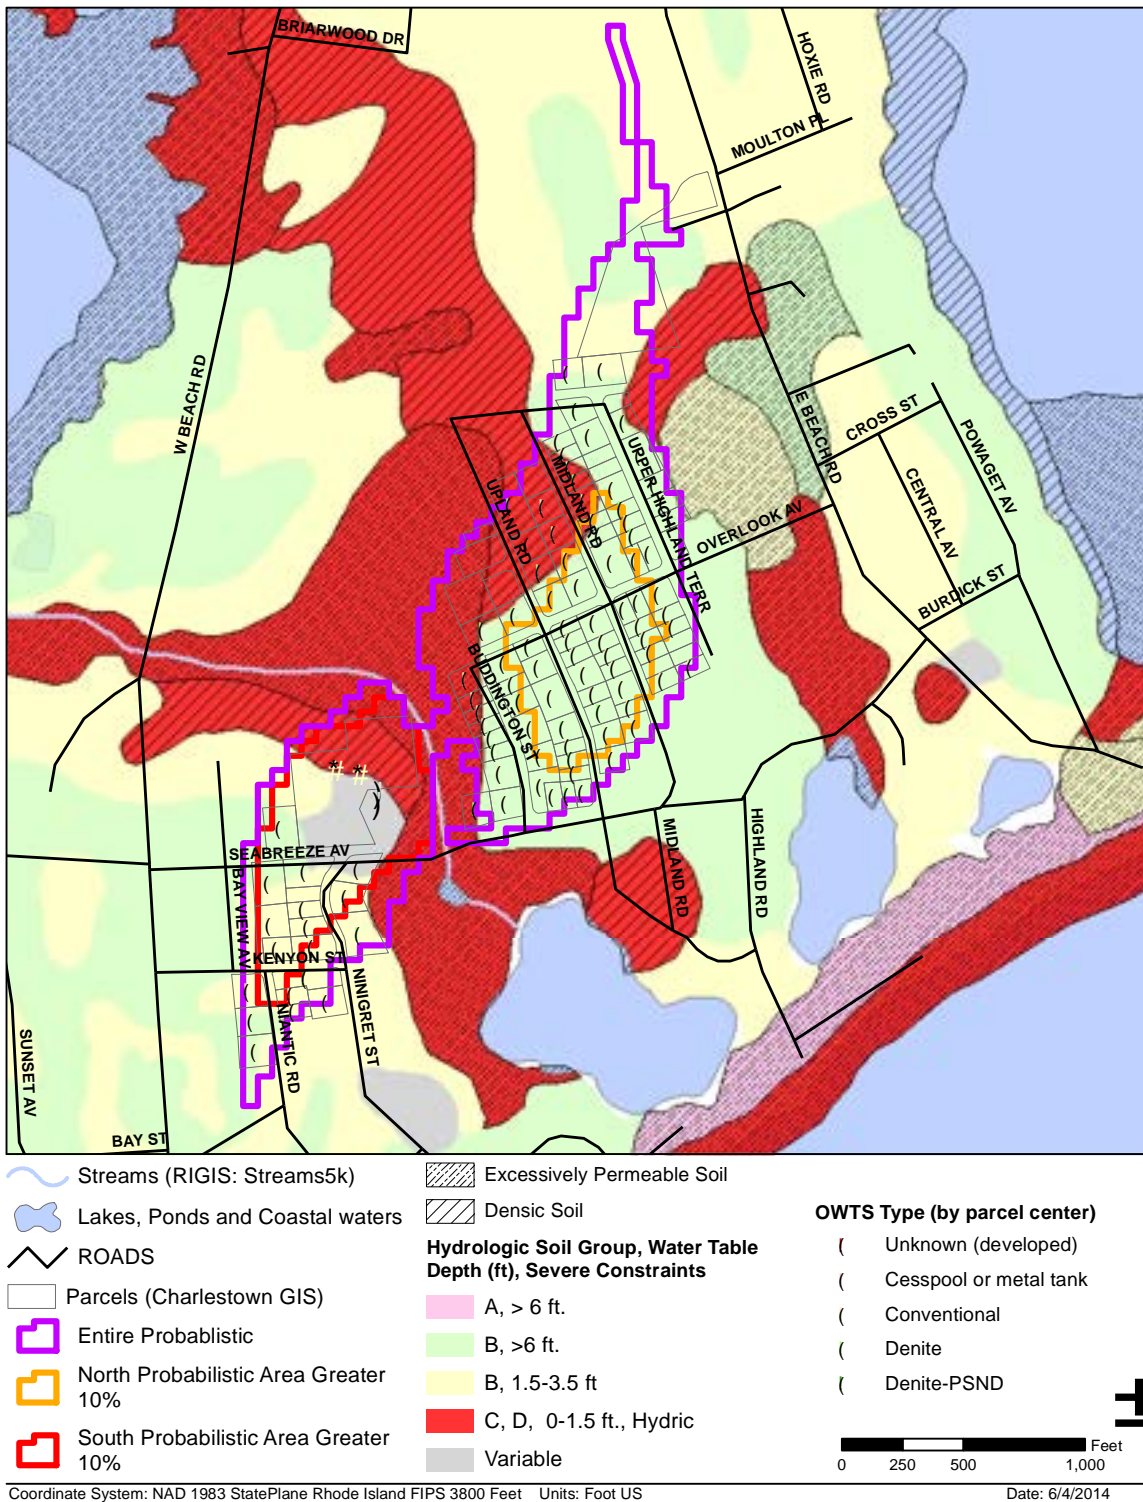 BRIARWOOD DR
HOXIE RD
MOULTON PL
W BEACH RD
E BEACH RD
CROSS ST
POWAGET AV
CENTRAL AV
BURDICK ST
OVERLOOK AV
UPPER HIGHLAND TERR
MIDLAND RD
UPLAND RD
BUDDINGTON ST
SEABREEZE AV
BAY VIEW AV
KENYON ST
NINIGRET ST
NIANTIC RD
MIDLAND RD
HIGHLAND RD
SUNSET AV
BAY ST
Streams (RIGIS: Streams5k)
Lakes, Ponds and Coastal waters
ROADS
Parcels (Charlestown GIS)
Entire Probablistic
North Probabilistic Area Greater
10%
South Probabilistic Area Greater
10%
Excessively Permeable Soil
Densic Soil
Hydrologic Soil Group, Water Table
Depth (ft), Severe Constraints
A, > 6 ft.
B, >6 ft.
B, 1.5-3.5 ft
C, D, 0-1.5 ft., Hydric
Variable
OWTS Type (by parcel center)
Unknown (developed)
Cesspool or metal tank
Conventional
Denite
Denite-PSND
Feet
0 250 500 1,000
Coordinate System: NAD 1983 StatePlane Rhode Island FIPS 3800 Feet Units: Foot US
Date: 6/4/2014